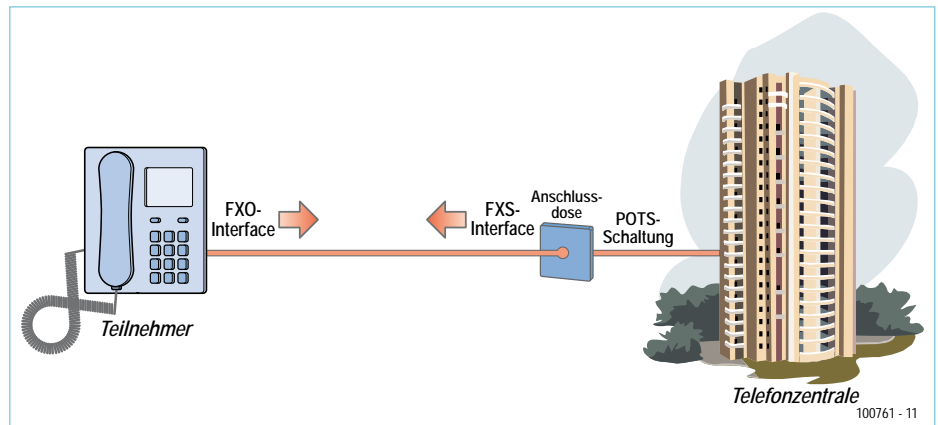 FXO-
Interface
FXS-
Interface
Anschluss-
dose
POTS-
Schaltung
Teilnehmer
Telefonzentrale
100761 - 11